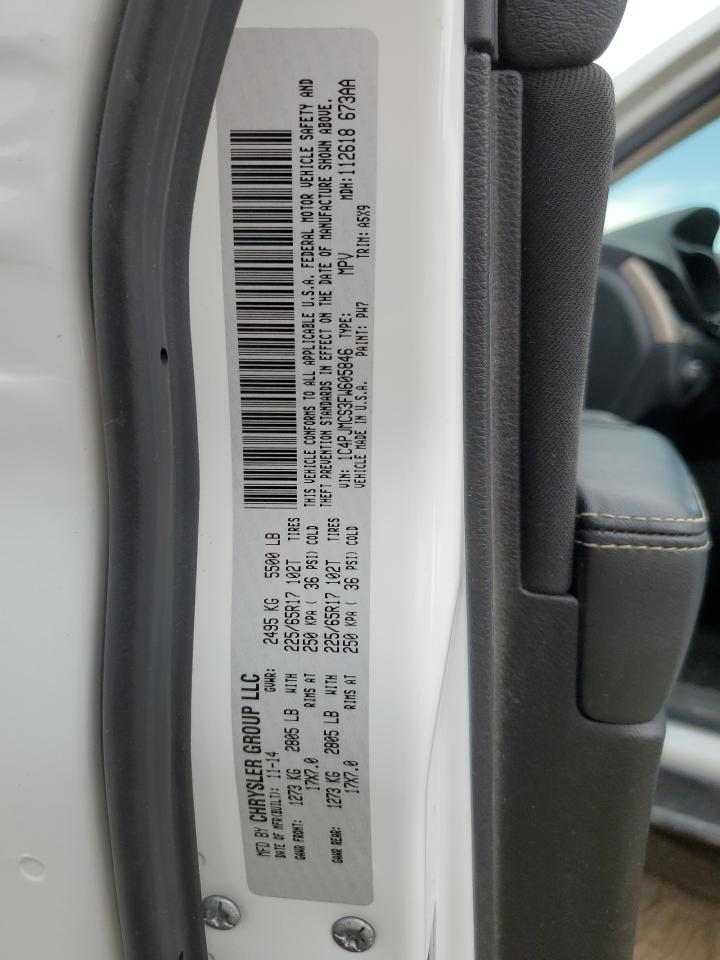 MFD BY CHRYSLER GROUP LLC
DATE OF MFR(BUILT): 11-14 GVWR: 2495 KG 5500 LB
GAWR FRONT: 1273 KG 2805 LB WITH 225/65R17 102T TIRES
17X7.0 RIMS AT 250 KPA ( 36 PSI) COLD
GAWR REAR: 1273 KG 2805 LB WITH 225/65R17 102T TIRES
17X7.0 RIMS AT 250 KPA ( 36 PSI) COLD
THIS VEHICLE CONFORMS TO ALL APPLICABLE U.S.A. FEDERAL MOTOR VEHICLE SAFETY AND
THEFT PREVENTION STANDARDS IN EFFECT ON THE DATE OF MANUFACTURE SHOWN ABOVE.
VIN: 1C4PJMCS3FW605846 TYPE: MPV MDH:112618 673AA
VEHICLE MADE IN U.S.A. PAINT: PW7 TRIM: A5X9